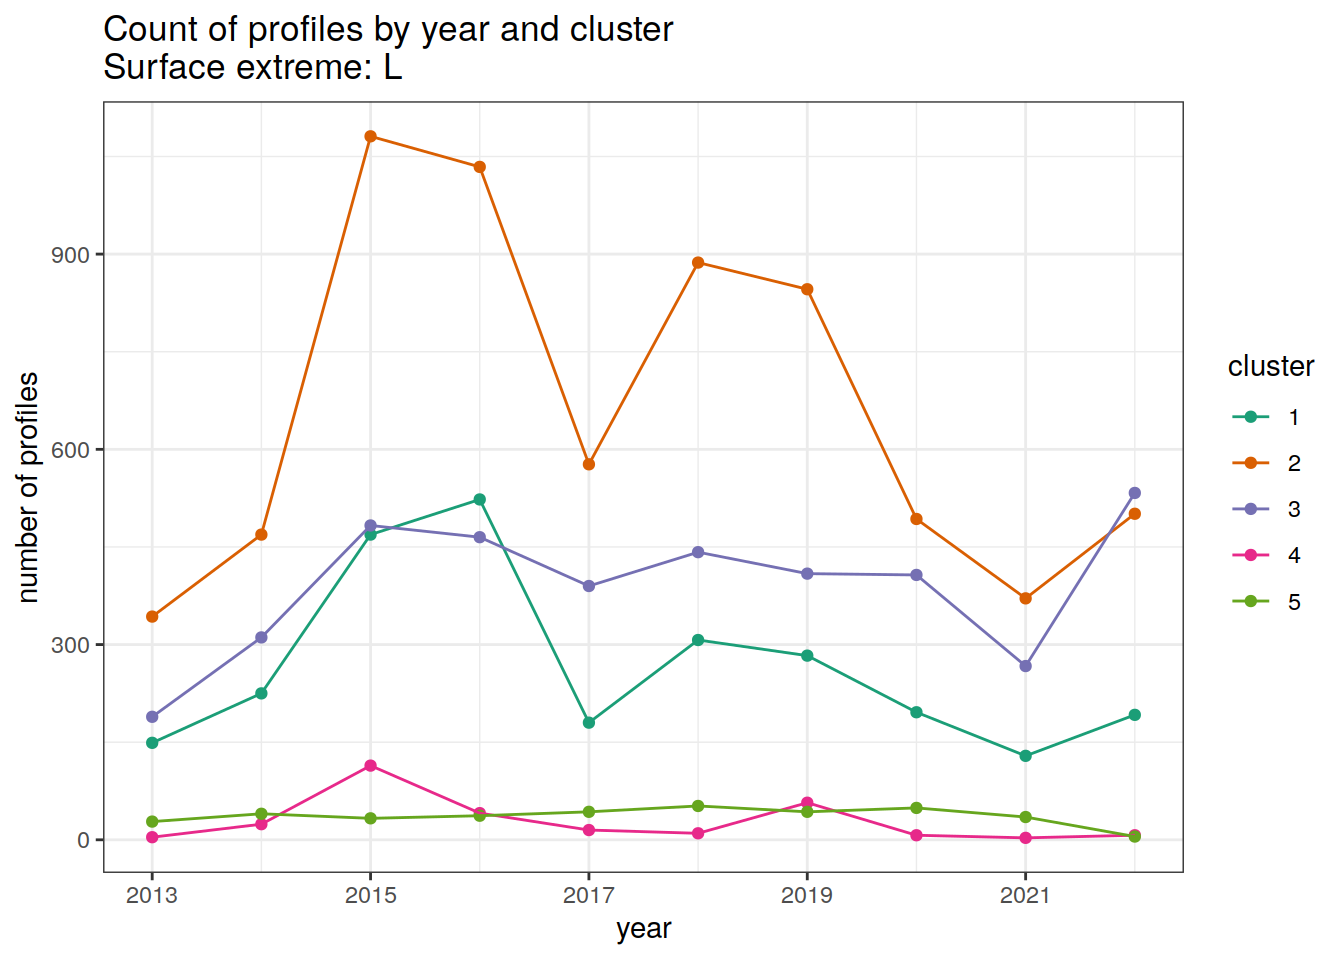 Count of profiles by year and cluster
Surface extreme: L
number of profiles
900
600
300
0
2013 2015 2017 2019 2021
year
cluster
1
2
3
4
5